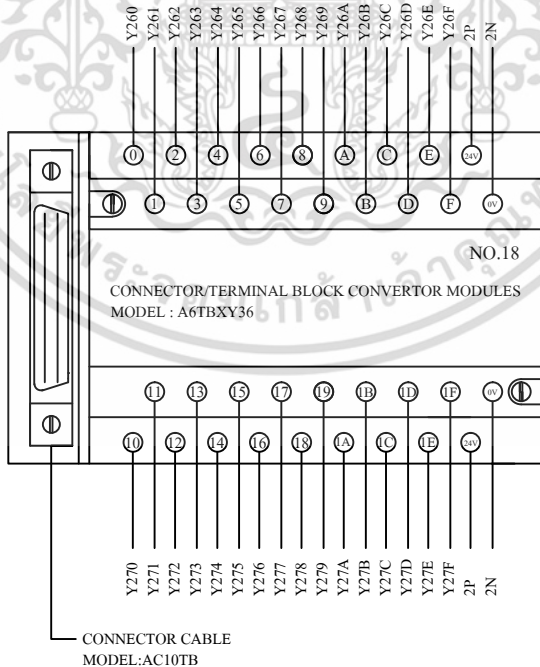 Y260 Y261 Y262 Y263 Y264 Y265 Y266 Y267 Y268 Y269 Y26A Y26B Y26C Y26D Y26E Y26F 2P 2N
0 2 4 6 8 A C E 24V
1 3 5 7 9 B D F 0V
NO.18
CONNECTOR/TERMINAL BLOCK CONVERTOR MODULES
MODEL : A6TBXY36
11 13 15 17 19 1B 1D 1F 0V
10 12 14 16 18 1A 1C 1E 24V
Y270 Y271 Y272 Y273 Y274 Y275 Y276 Y277 Y278 Y279 Y27A Y27B Y27C Y27D Y27E Y27F 2P 2N
CONNECTOR CABLE
MODEL:AC10TB